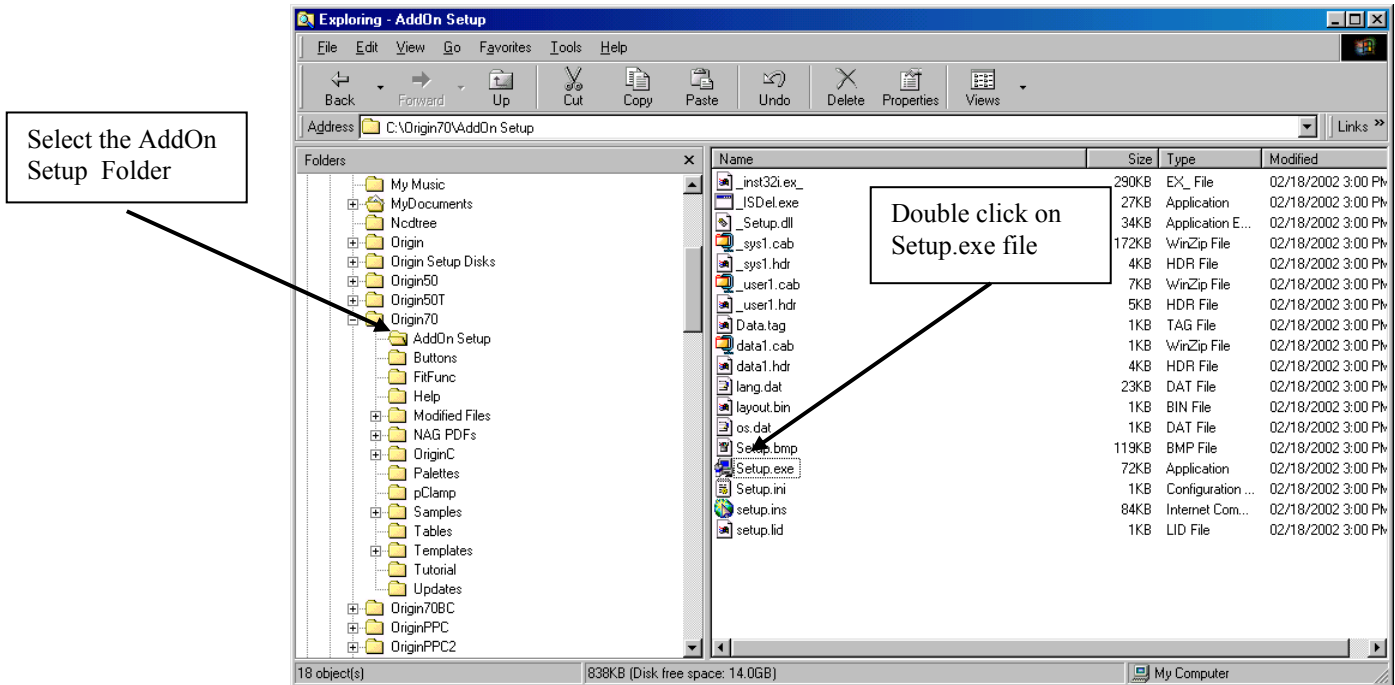 Exploring - AddOn Setup
File Edit View Go Favorites Tools Help
Back Forward Up Cut Copy Paste Undo Delete Properties Views
Address C:\Origin70\AddOn Setup Links »
Select the AddOn
Setup Folder
Folders
My Music
MyDocuments
Ncdtree
Origin
Origin Setup Disks
Origin50
Origin50T
Origin70
AddOn Setup
Buttons
FitFunc
Help
Modified Files
NAG PDFs
OriginC
Palettes
pClamp
Samples
Tables
Templates
Tutorial
Updates
Origin70BC
OriginPPC
OriginPPC2
Name Size Type Modified
_inst32i.ex_ 290KB EX_ File 02/18/2002 3:00 PM
_ISDel.exe 27KB Application 02/18/2002 3:00 PM
_Setup.dll 34KB Application E... 02/18/2002 3:00 PM
_sys1.cab 172KB WinZip File 02/18/2002 3:00 PM
_sys1.hdr 4KB HDR File 02/18/2002 3:00 PM
_user1.cab 7KB WinZip File 02/18/2002 3:00 PM
_user1.hdr 5KB HDR File 02/18/2002 3:00 PM
Data.tag 1KB TAG File 02/18/2002 3:00 PM
data1.cab 1KB WinZip File 02/18/2002 3:00 PM
data1.hdr 4KB HDR File 02/18/2002 3:00 PM
lang.dat 23KB DAT File 02/18/2002 3:00 PM
layout.bin 1KB BIN File 02/18/2002 3:00 PM
os.dat 1KB DAT File 02/18/2002 3:00 PM
Setup.bmp 119KB BMP File 02/18/2002 3:00 PM
Setup.exe 72KB Application 02/18/2002 3:00 PM
Setup.ini 1KB Configuration ... 02/18/2002 3:00 PM
setup.ins 84KB Internet Com... 02/18/2002 3:00 PM
setup.lid 1KB LID File 02/18/2002 3:00 PM
Double click on
Setup.exe file
18 object(s) 838KB (Disk free space: 14.0GB) My Computer